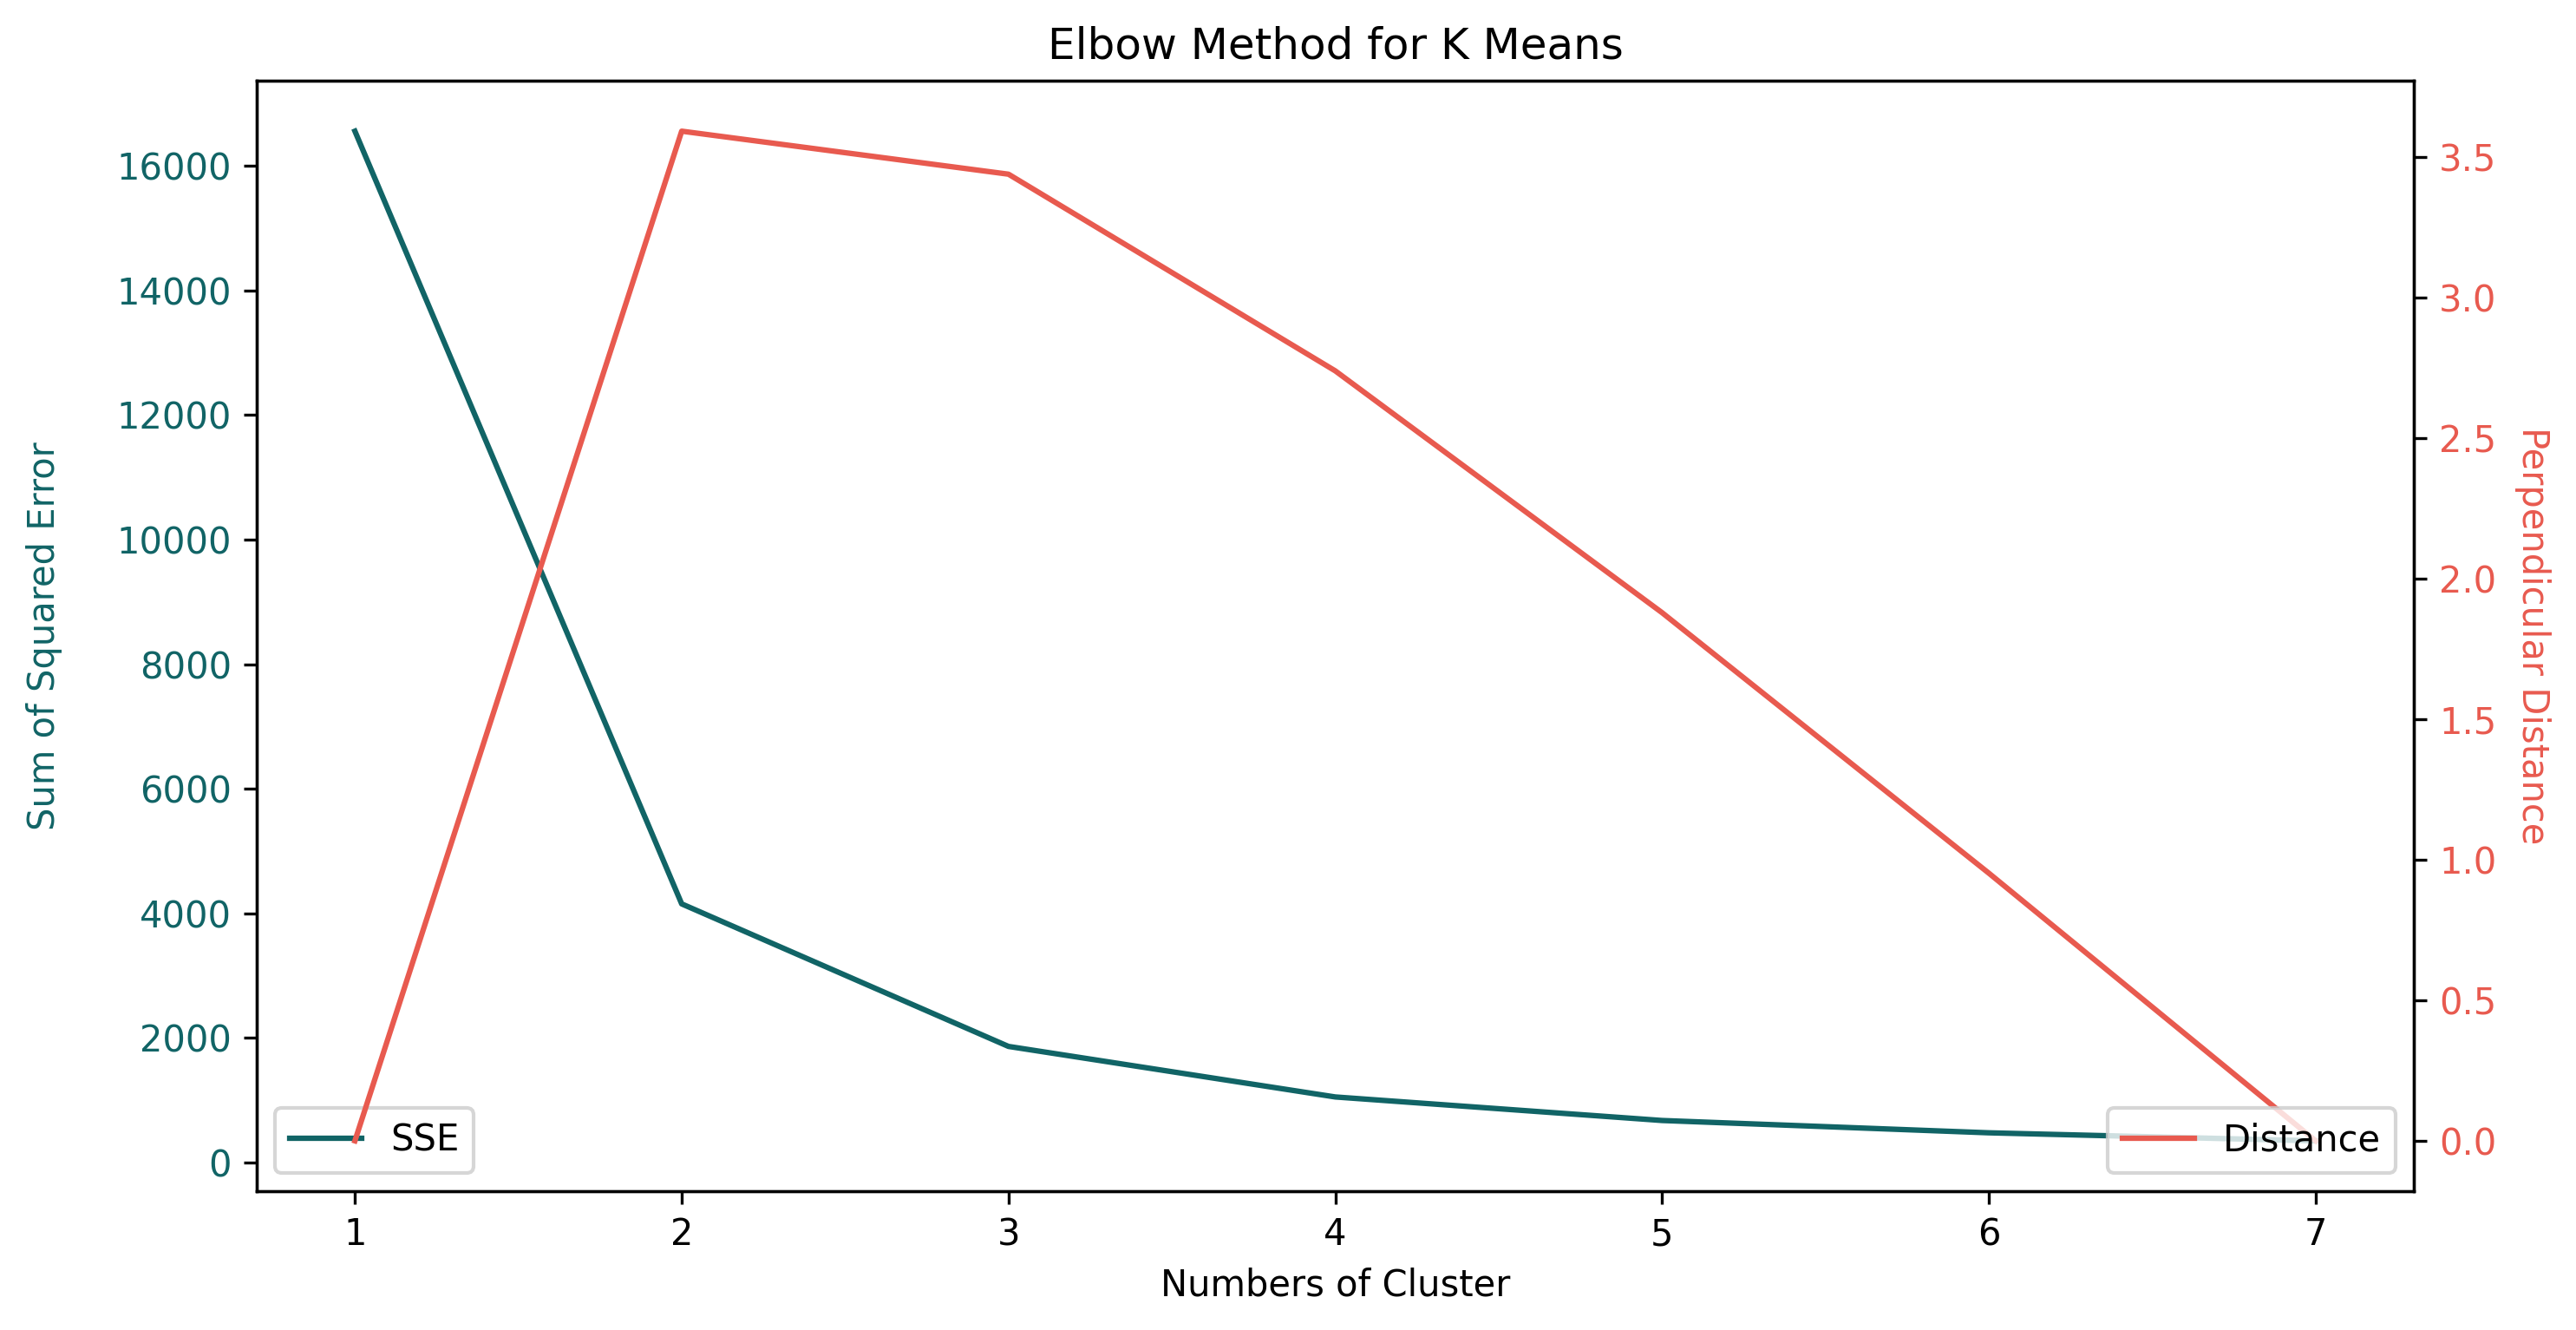 Elbow Method for K Means
Sum of Squared Error
16000
14000
12000
10000
8000
6000
4000
2000
0
3.5
3.0
2.5
2.0
1.5
1.0
0.5
0.0
Perpendicular Distance
SSE
Distance
1 2 3 4 5 6 7
Numbers of Cluster